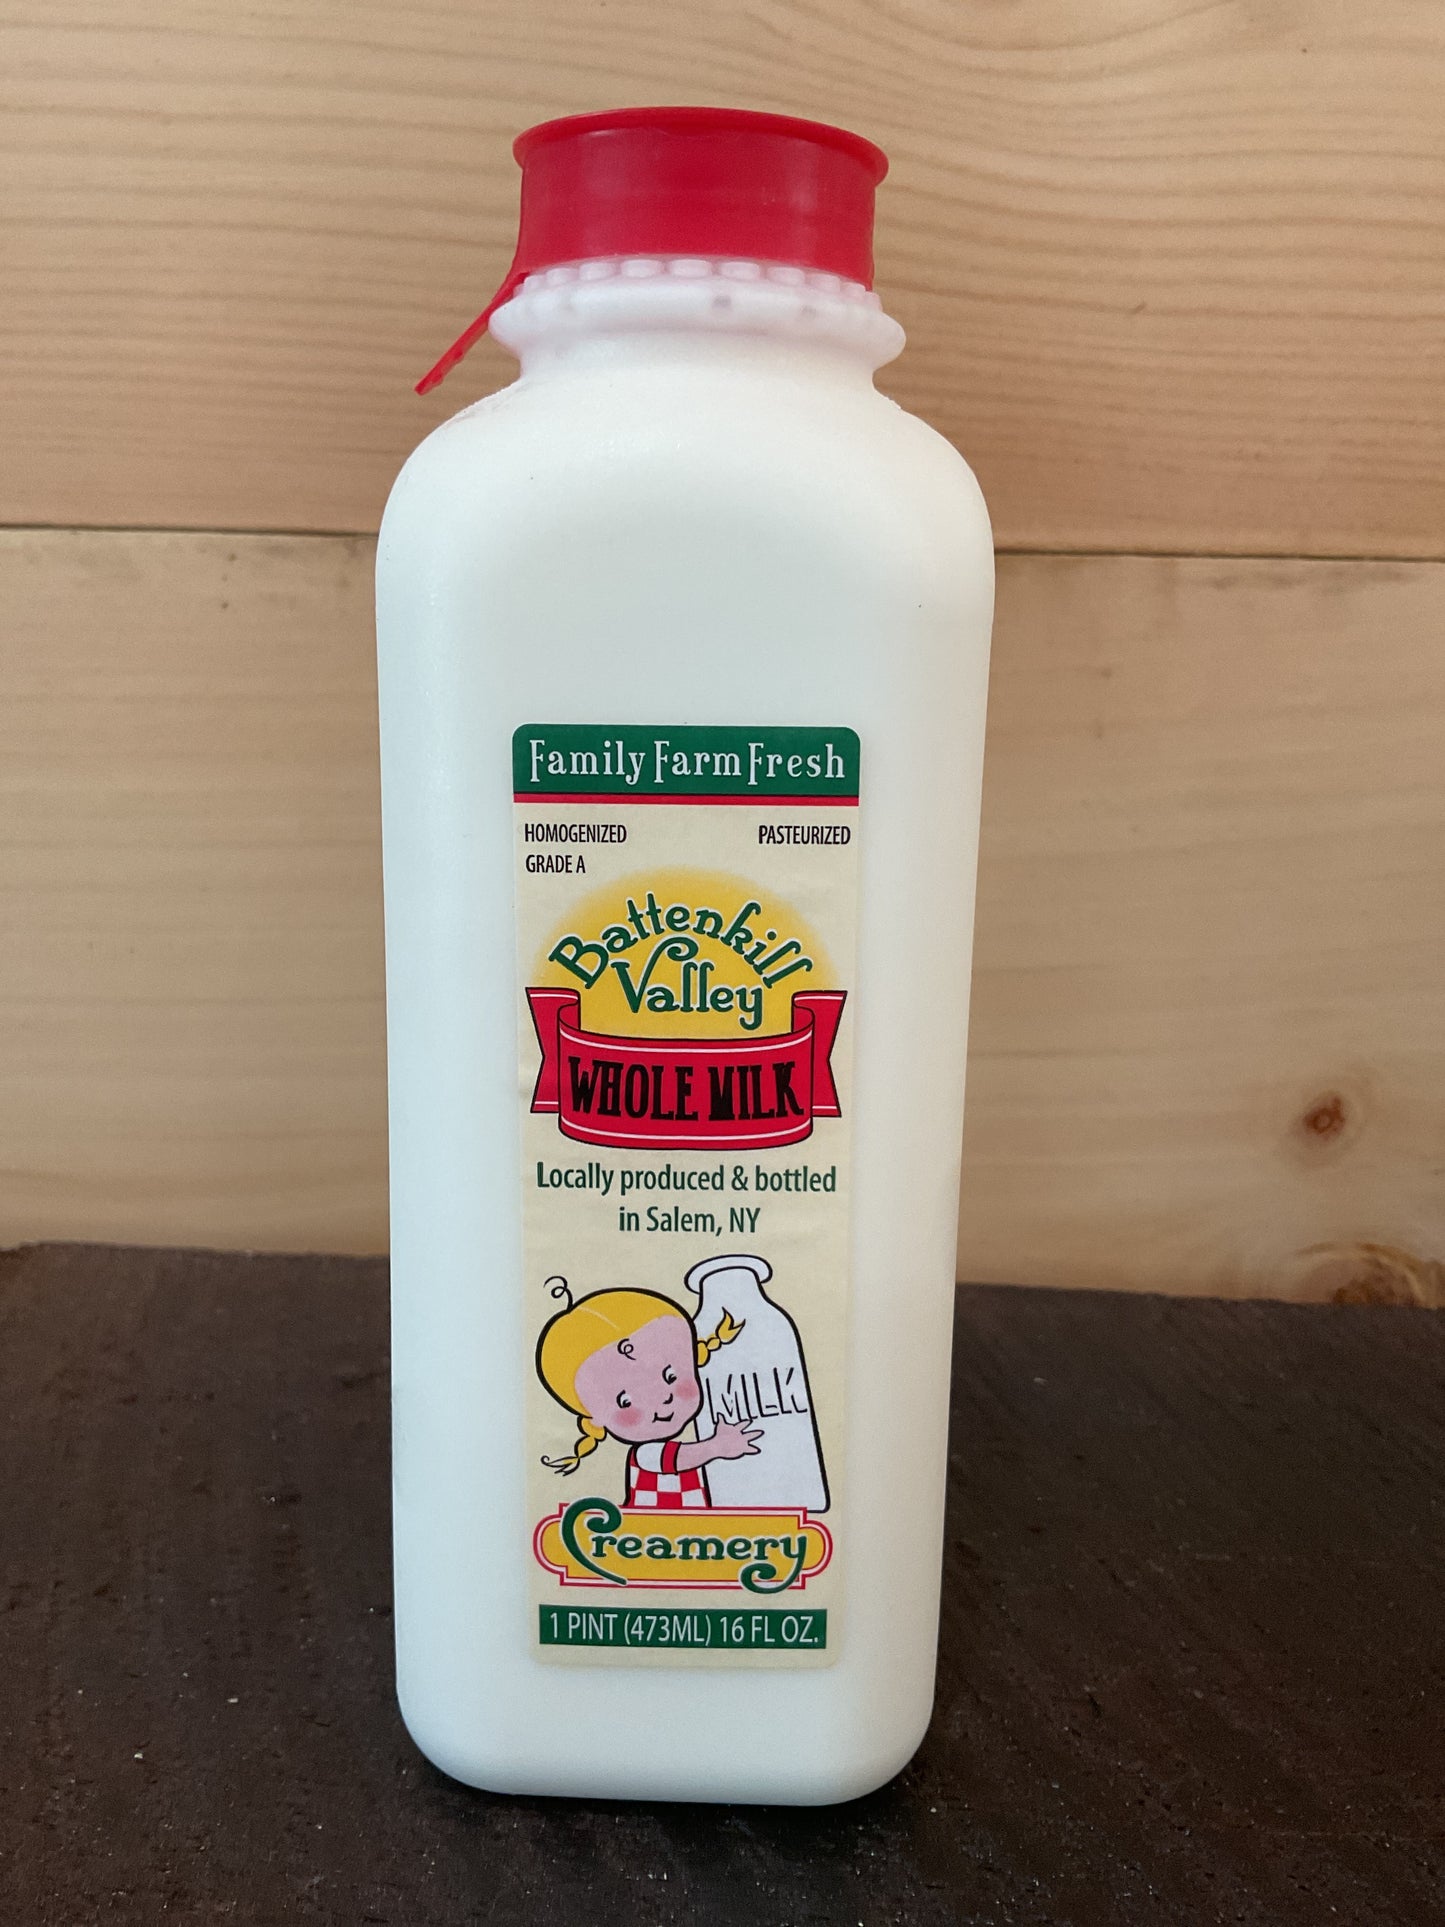 Family Farm Fresh
HOMOGENIZED PASTEURIZED
GRADE A
Battenkill
Valley
WHOLE MILK
Locally produced & bottled
in Salem, NY
MILK
Creamery
1 PINT (473ML) 16 FL OZ.